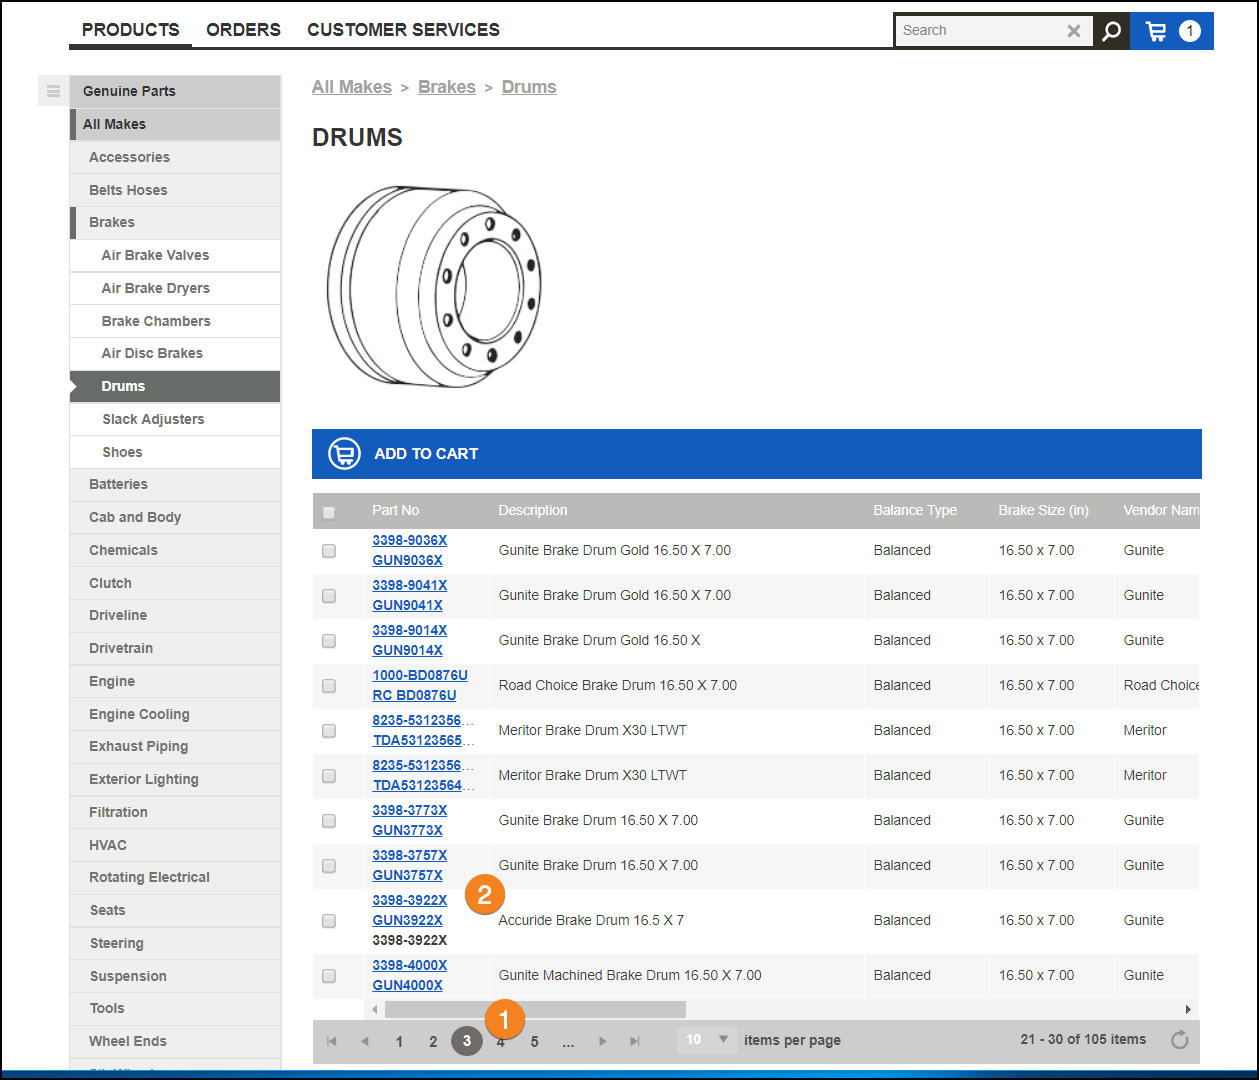 PRODUCTS ORDERS CUSTOMER SERVICES Search 1
Genuine Parts
All Makes
Accessories
Belts Hoses
Brakes
Air Brake Valves
Air Brake Dryers
Brake Chambers
Air Disc Brakes
Drums
Slack Adjusters
Shoes
Batteries
Cab and Body
Chemicals
Clutch
Driveline
Drivetrain
Engine
Engine Cooling
Exhaust Piping
Exterior Lighting
Filtration
HVAC
Rotating Electrical
Seats
Steering
Suspension
Tools
Wheel Ends
All Makes > Brakes > Drums
DRUMS
ADD TO CART
Part No Description Balance Type Brake Size (in) Vendor Nam
3398-9036X
GUN9036X Gunite Brake Drum Gold 16.50 X 7.00 Balanced 16.50 x 7.00 Gunite
3398-9041X
GUN9041X Gunite Brake Drum Gold 16.50 X 7.00 Balanced 16.50 x 7.00 Gunite
3398-9014X
GUN9014X Gunite Brake Drum Gold 16.50 X Balanced 16.50 x 7.00 Gunite
1000-BD0876U
RC BD0876U Road Choice Brake Drum 16.50 X 7.00 Balanced 16.50 x 7.00 Road Choice
8235-5312356...
TDA53123565... Meritor Brake Drum X30 LTWT Balanced 16.50 x 7.00 Meritor
8235-5312356...
TDA53123564... Meritor Brake Drum X30 LTWT Balanced 16.50 x 7.00 Meritor
3398-3773X
GUN3773X Gunite Brake Drum 16.50 X 7.00 Balanced 16.50 x 7.00 Gunite
3398-3757X
GUN3757X Gunite Brake Drum 16.50 X 7.00 Balanced 16.50 x 7.00 Gunite
2
3398-3922X
GUN3922X Accuride Brake Drum 16.5 X 7 Balanced 16.50 x 7.00 Gunite
3398-3922X
3398-4000X
GUN4000X Gunite Machined Brake Drum 16.50 X 7.00 Balanced 16.50 x 7.00 Gunite
1
1 2 3 4 5 ... 10 items per page 21 - 30 of 105 items